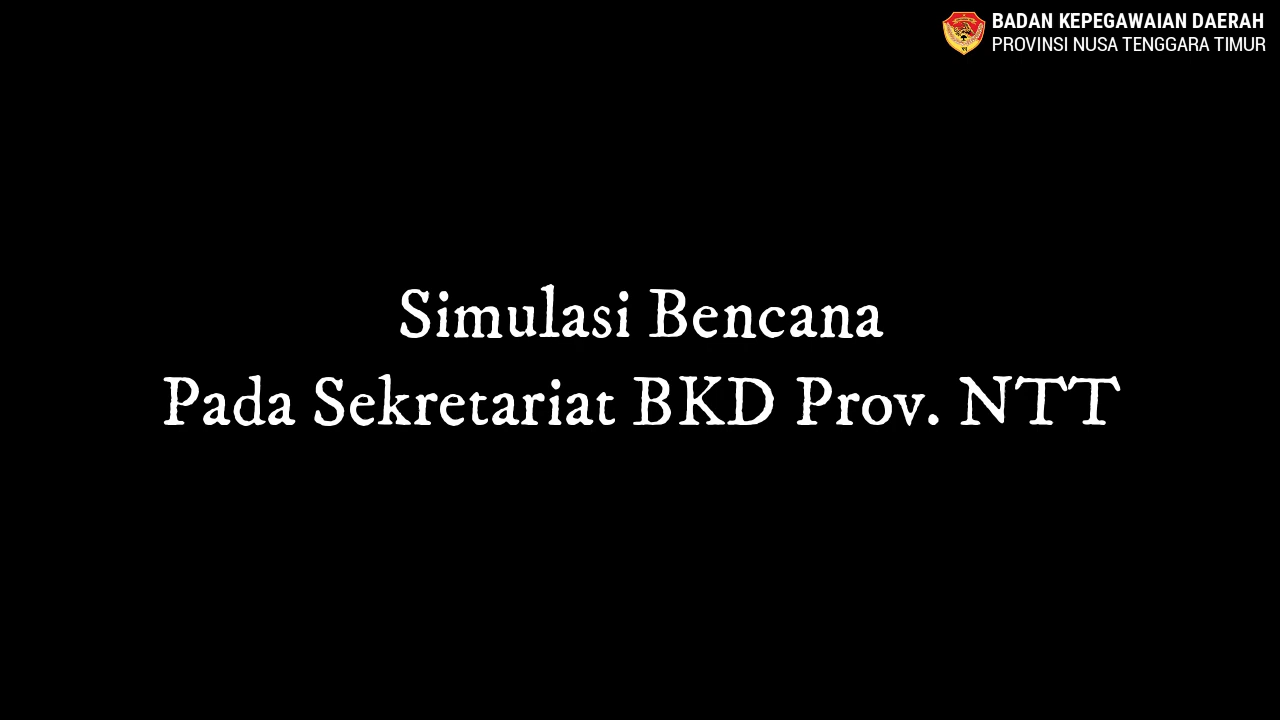 BADAN KEPEGAWAIAN DAERAH
PROVINSI NUSA TENGGARA TIMUR
Simulasi Bencana
Pada Sekretariat BKD Prov. NTT